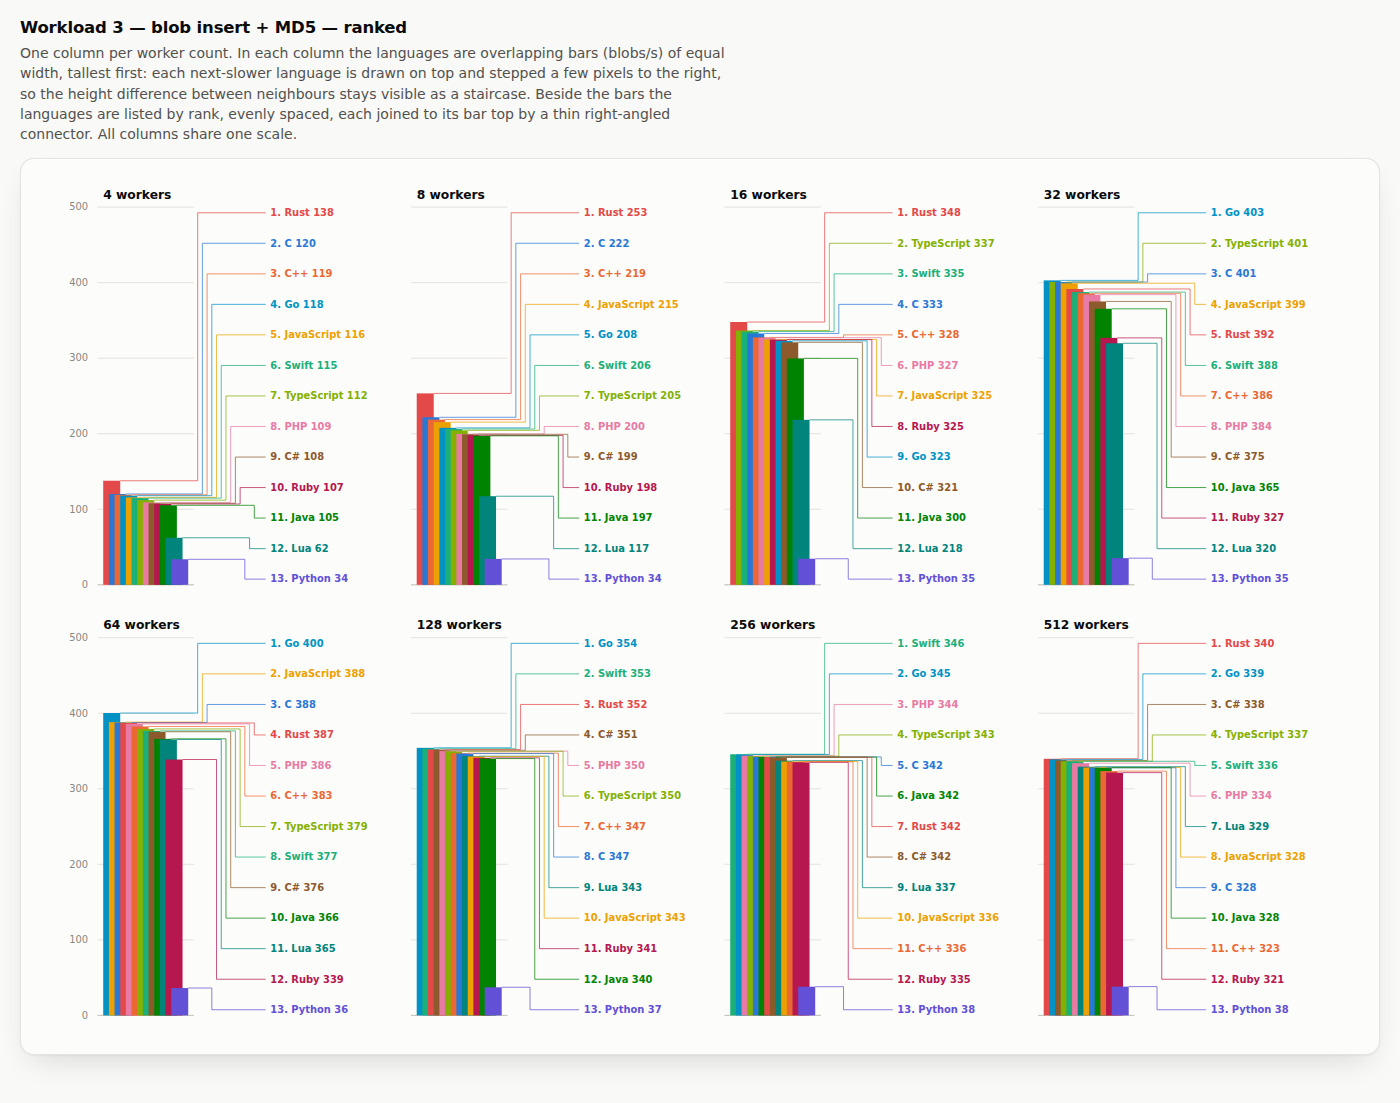 Workload 3 — blob insert + MD5 — ranked
One column per worker count. In each column the languages are overlapping bars (blobs/s) of equal
width, tallest first: each next-slower language is drawn on top and stepped a few pixels to the right,
so the height difference between neighbours stays visible as a staircase. Beside the bars the
languages are listed by rank, evenly spaced, each joined to its bar top by a thin right-angled
connector. All columns share one scale.
4 workers
500
400
300
200
100
0
1. Rust 138
2. C 120
3. C++ 119
4. Go 118
5. JavaScript 116
6. Swift 115
7. TypeScript 112
8. PHP 109
9. C# 108
10. Ruby 107
11. Java 105
12. Lua 62
13. Python 34
8 workers
1. Rust 253
2. C 222
3. C++ 219
4. JavaScript 215
5. Go 208
6. Swift 206
7. TypeScript 205
8. PHP 200
9. C# 199
10. Ruby 198
11. Java 197
12. Lua 117
13. Python 34
16 workers
1. Rust 348
2. TypeScript 337
3. Swift 335
4. C 333
5. C++ 328
6. PHP 327
7. JavaScript 325
8. Ruby 325
9. Go 323
10. C# 321
11. Java 300
12. Lua 218
13. Python 35
32 workers
1. Go 403
2. TypeScript 401
3. C 401
4. JavaScript 399
5. Rust 392
6. Swift 388
7. C++ 386
8. PHP 384
9. C# 375
10. Java 365
11. Ruby 327
12. Lua 320
13. Python 35
64 workers
500
400
300
200
100
0
1. Go 400
2. JavaScript 388
3. C 388
4. Rust 387
5. PHP 386
6. C++ 383
7. TypeScript 379
8. Swift 377
9. C# 376
10. Java 366
11. Lua 365
12. Ruby 339
13. Python 36
128 workers
1. Go 354
2. Swift 353
3. Rust 352
4. C# 351
5. PHP 350
6. TypeScript 350
7. C++ 347
8. C 347
9. Lua 343
10. JavaScript 343
11. Ruby 341
12. Java 340
13. Python 37
256 workers
1. Swift 346
2. Go 345
3. PHP 344
4. TypeScript 343
5. C 342
6. Java 342
7. Rust 342
8. C# 342
9. Lua 337
10. JavaScript 336
11. C++ 336
12. Ruby 335
13. Python 38
512 workers
1. Rust 340
2. Go 339
3. C# 338
4. TypeScript 337
5. Swift 336
6. PHP 334
7. Lua 329
8. JavaScript 328
9. C 328
10. Java 328
11. C++ 323
12. Ruby 321
13. Python 38